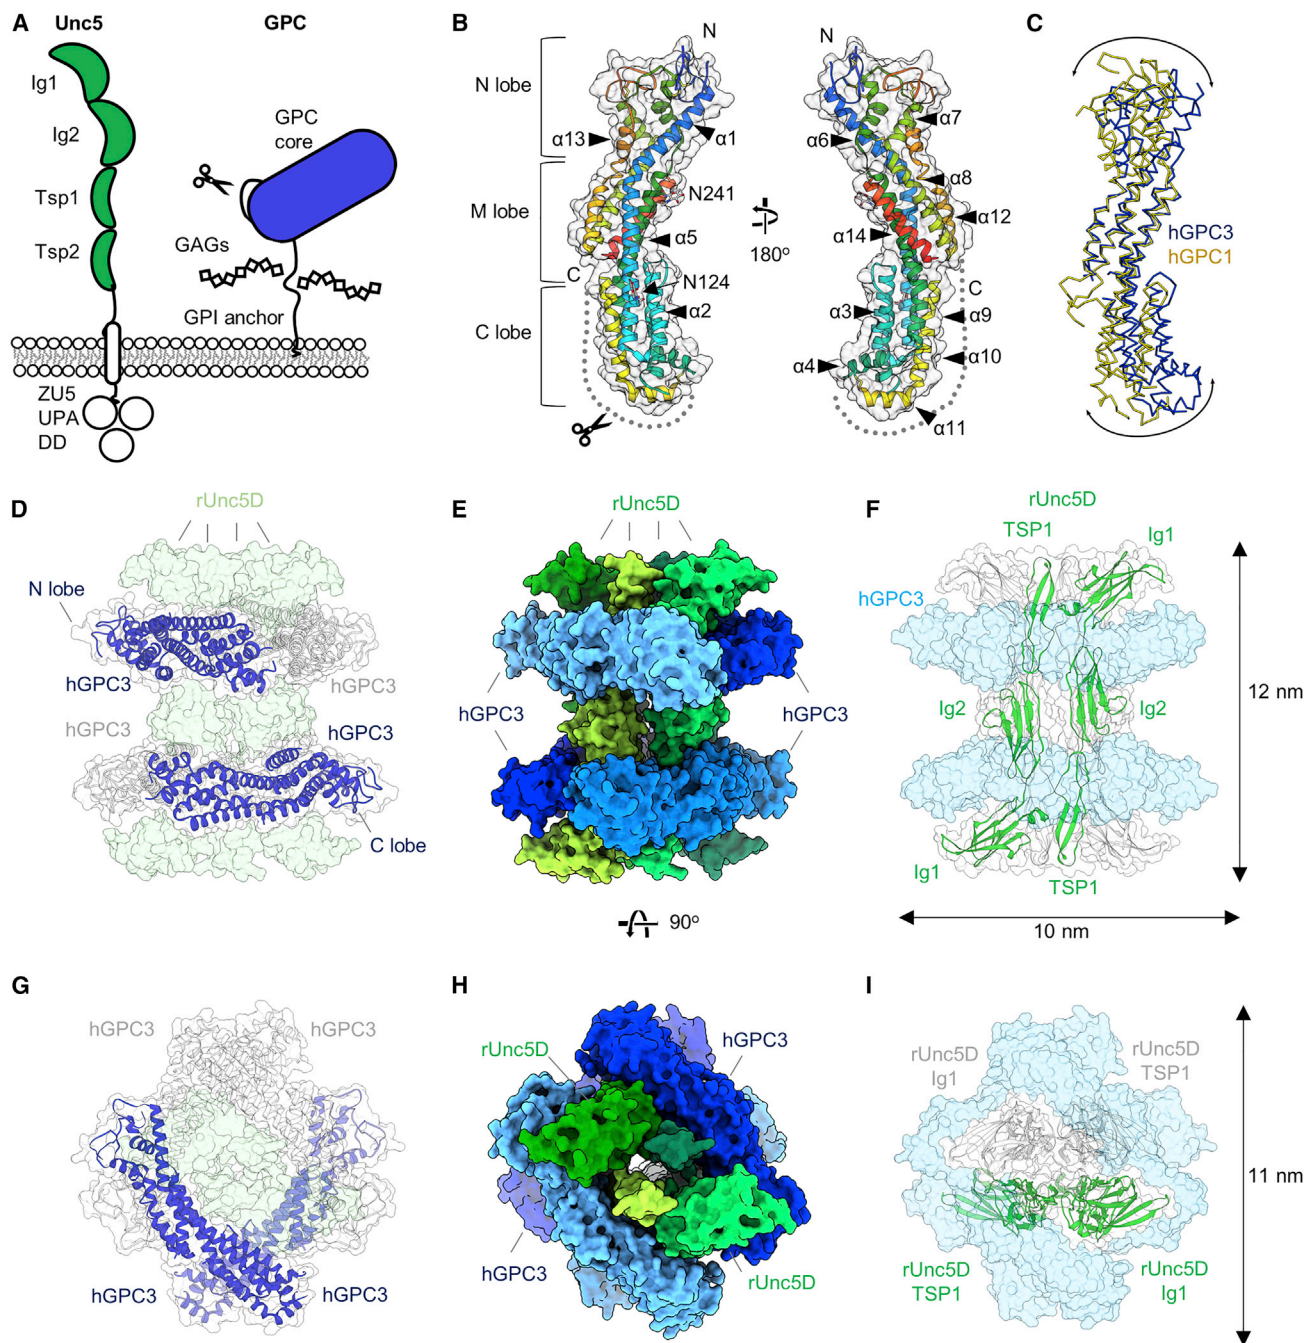 A
Unc5
GPC
Ig1
Ig2
Tsp1
Tsp2
GPC
core
GAGs
GPI anchor
ZU5
UPA
DD
B
N
N
N lobe
M lobe
C lobe
α13
α1
N241
α5
C
N124
α2
180o
α6
α7
α8
α12
α14
C
α3
α9
α4
α10
α11
C
hGPC3
hGPC1
D
rUnc5D
N lobe
hGPC3
hGPC3
hGPC3
hGPC3
C lobe
E
rUnc5D
hGPC3
hGPC3
90o
F
rUnc5D
TSP1
Ig1
hGPC3
Ig2
Ig2
Ig1
TSP1
12 nm
10 nm
G
hGPC3
hGPC3
hGPC3
hGPC3
H
rUnc5D
hGPC3
hGPC3
rUnc5D
I
rUnc5D
Ig1
rUnc5D
TSP1
rUnc5D
TSP1
rUnc5D
Ig1
11 nm